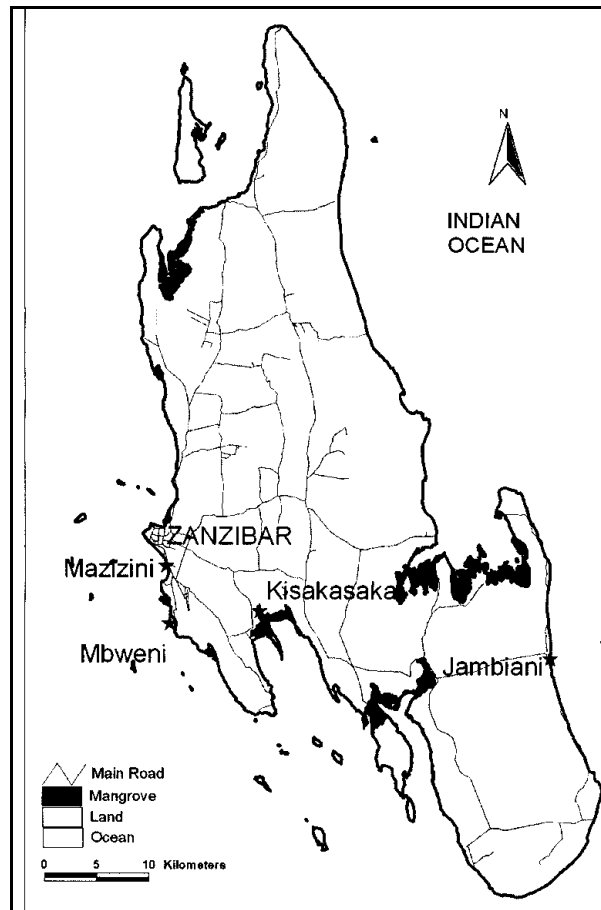 N
INDIAN
OCEAN
ZANZIBAR
Mazizini
Kisakasaka
Mbweni
Jambiani
Main Road
Mangrove
Land
Ocean
0 5 10 Kilometers